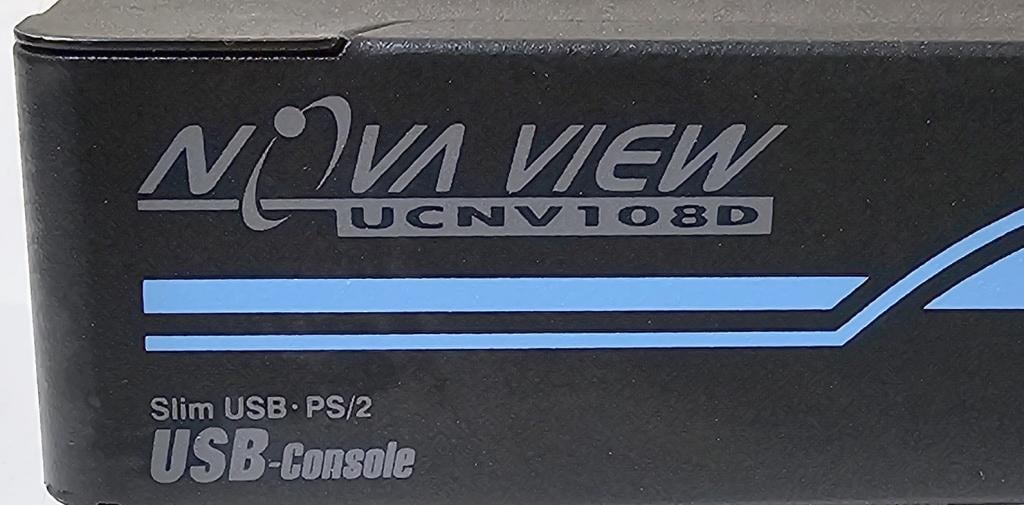 NOVA VIEW
UCNV108D
Slim USB·PS/2
USB-Console